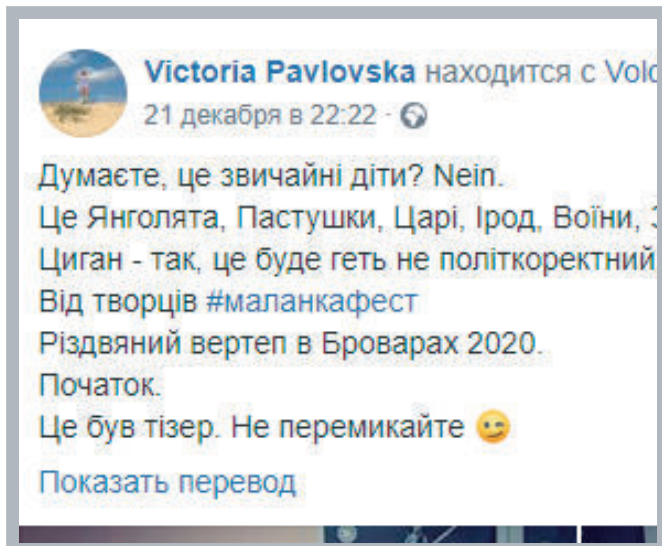 Victoria Pavlovska находится с Volo
21 декабря в 22:22 ·
Думаєте, це звичайні діти? Nein.
Це Янголята, Пастушки, Царі, Ірод, Воїни,
Циган - так, це буде геть не політкоректний
Від творців #маланкафест
Різдвяний вертеп в Броварах 2020.
Початок.
Це був тізер. Не перемикайте 😉
Показать перевод